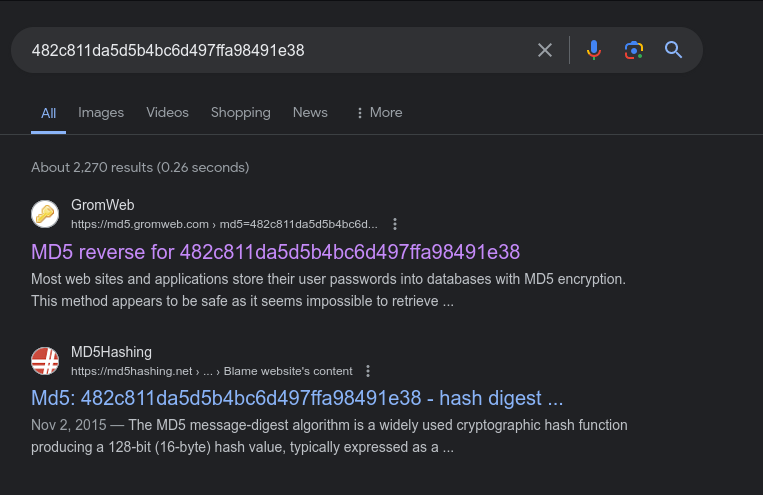 482c811da5d5b4bc6d497ffa98491e38
All Images Videos Shopping News More
About 2,270 results (0.26 seconds)
GromWeb
https://md5.gromweb.com › md5=482c811da5d5b4bc6d...
MD5 reverse for 482c811da5d5b4bc6d497ffa98491e38
Most web sites and applications store their user passwords into databases with MD5 encryption.
This method appears to be safe as it seems impossible to retrieve ...
MD5Hashing
https://md5hashing.net › ... › Blame website's content
Md5: 482c811da5d5b4bc6d497ffa98491e38 - hash digest ...
Nov 2, 2015 — The MD5 message-digest algorithm is a widely used cryptographic hash function
producing a 128-bit (16-byte) hash value, typically expressed as a ...